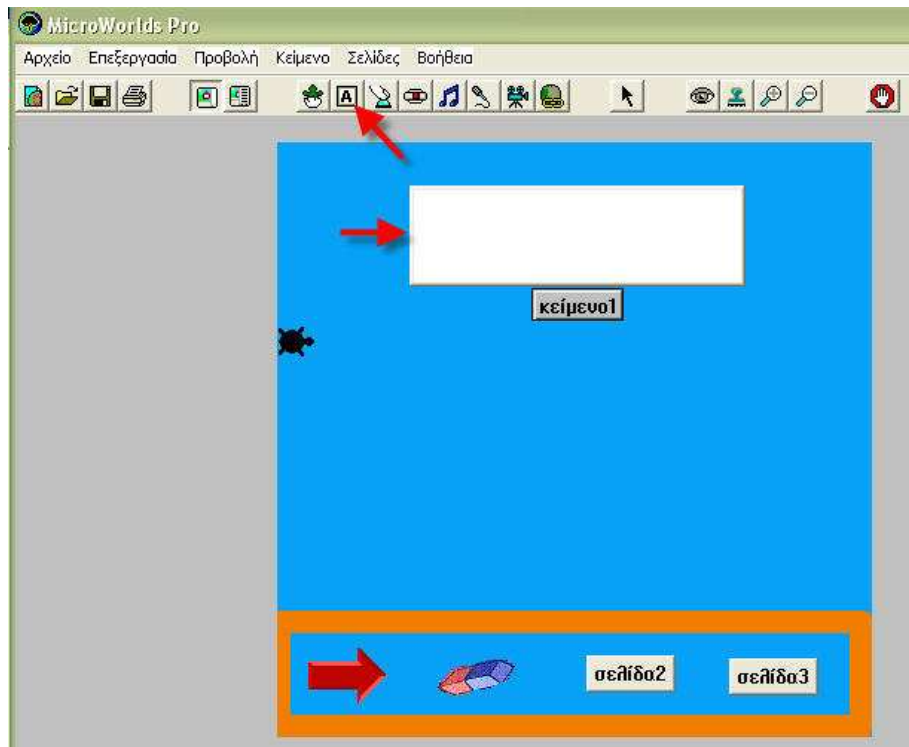 MicroWorlds Pro
Αρχείο Επεξεργασία Προβολή Κείμενο Σελίδες Βοήθεια
A
κείμενο1
σελίδα2 σελίδα3